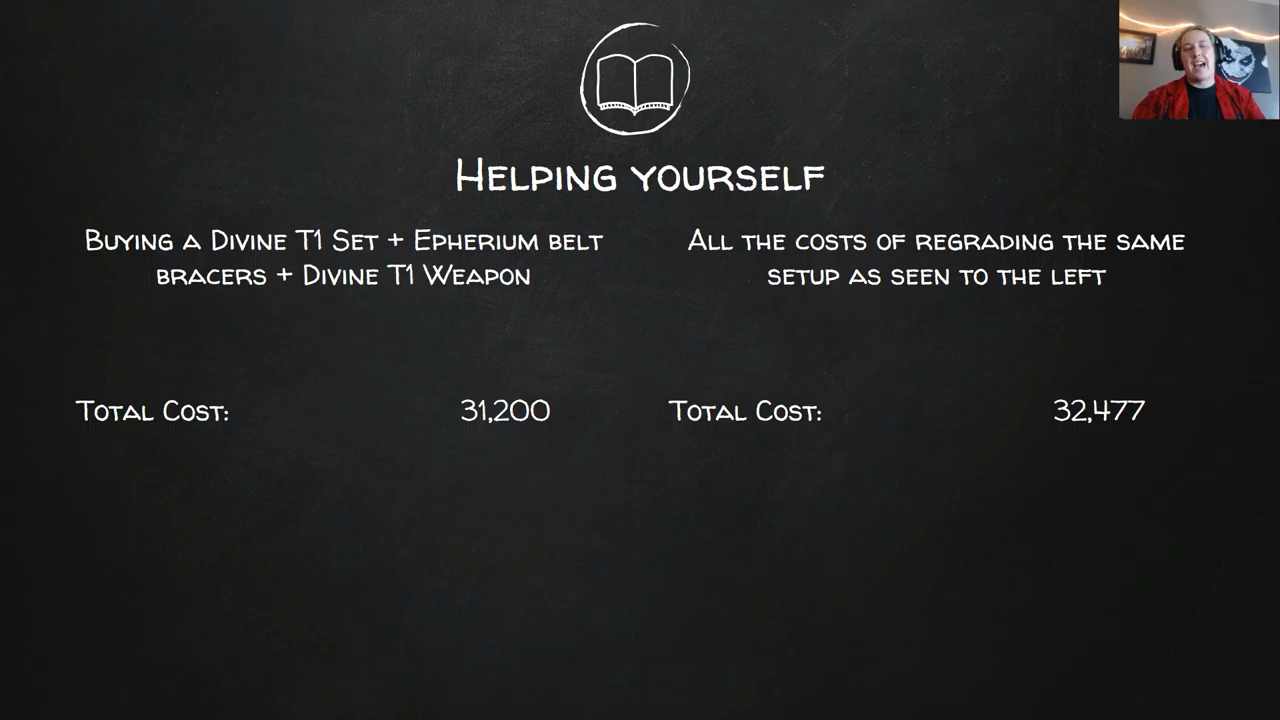 Helping yourself
Buying a Divine T1 Set + Epherium belt
bracers + Divine T1 Weapon
All the costs of regrading the same
setup as seen to the left
Total Cost: 31,200
Total Cost: 32,477